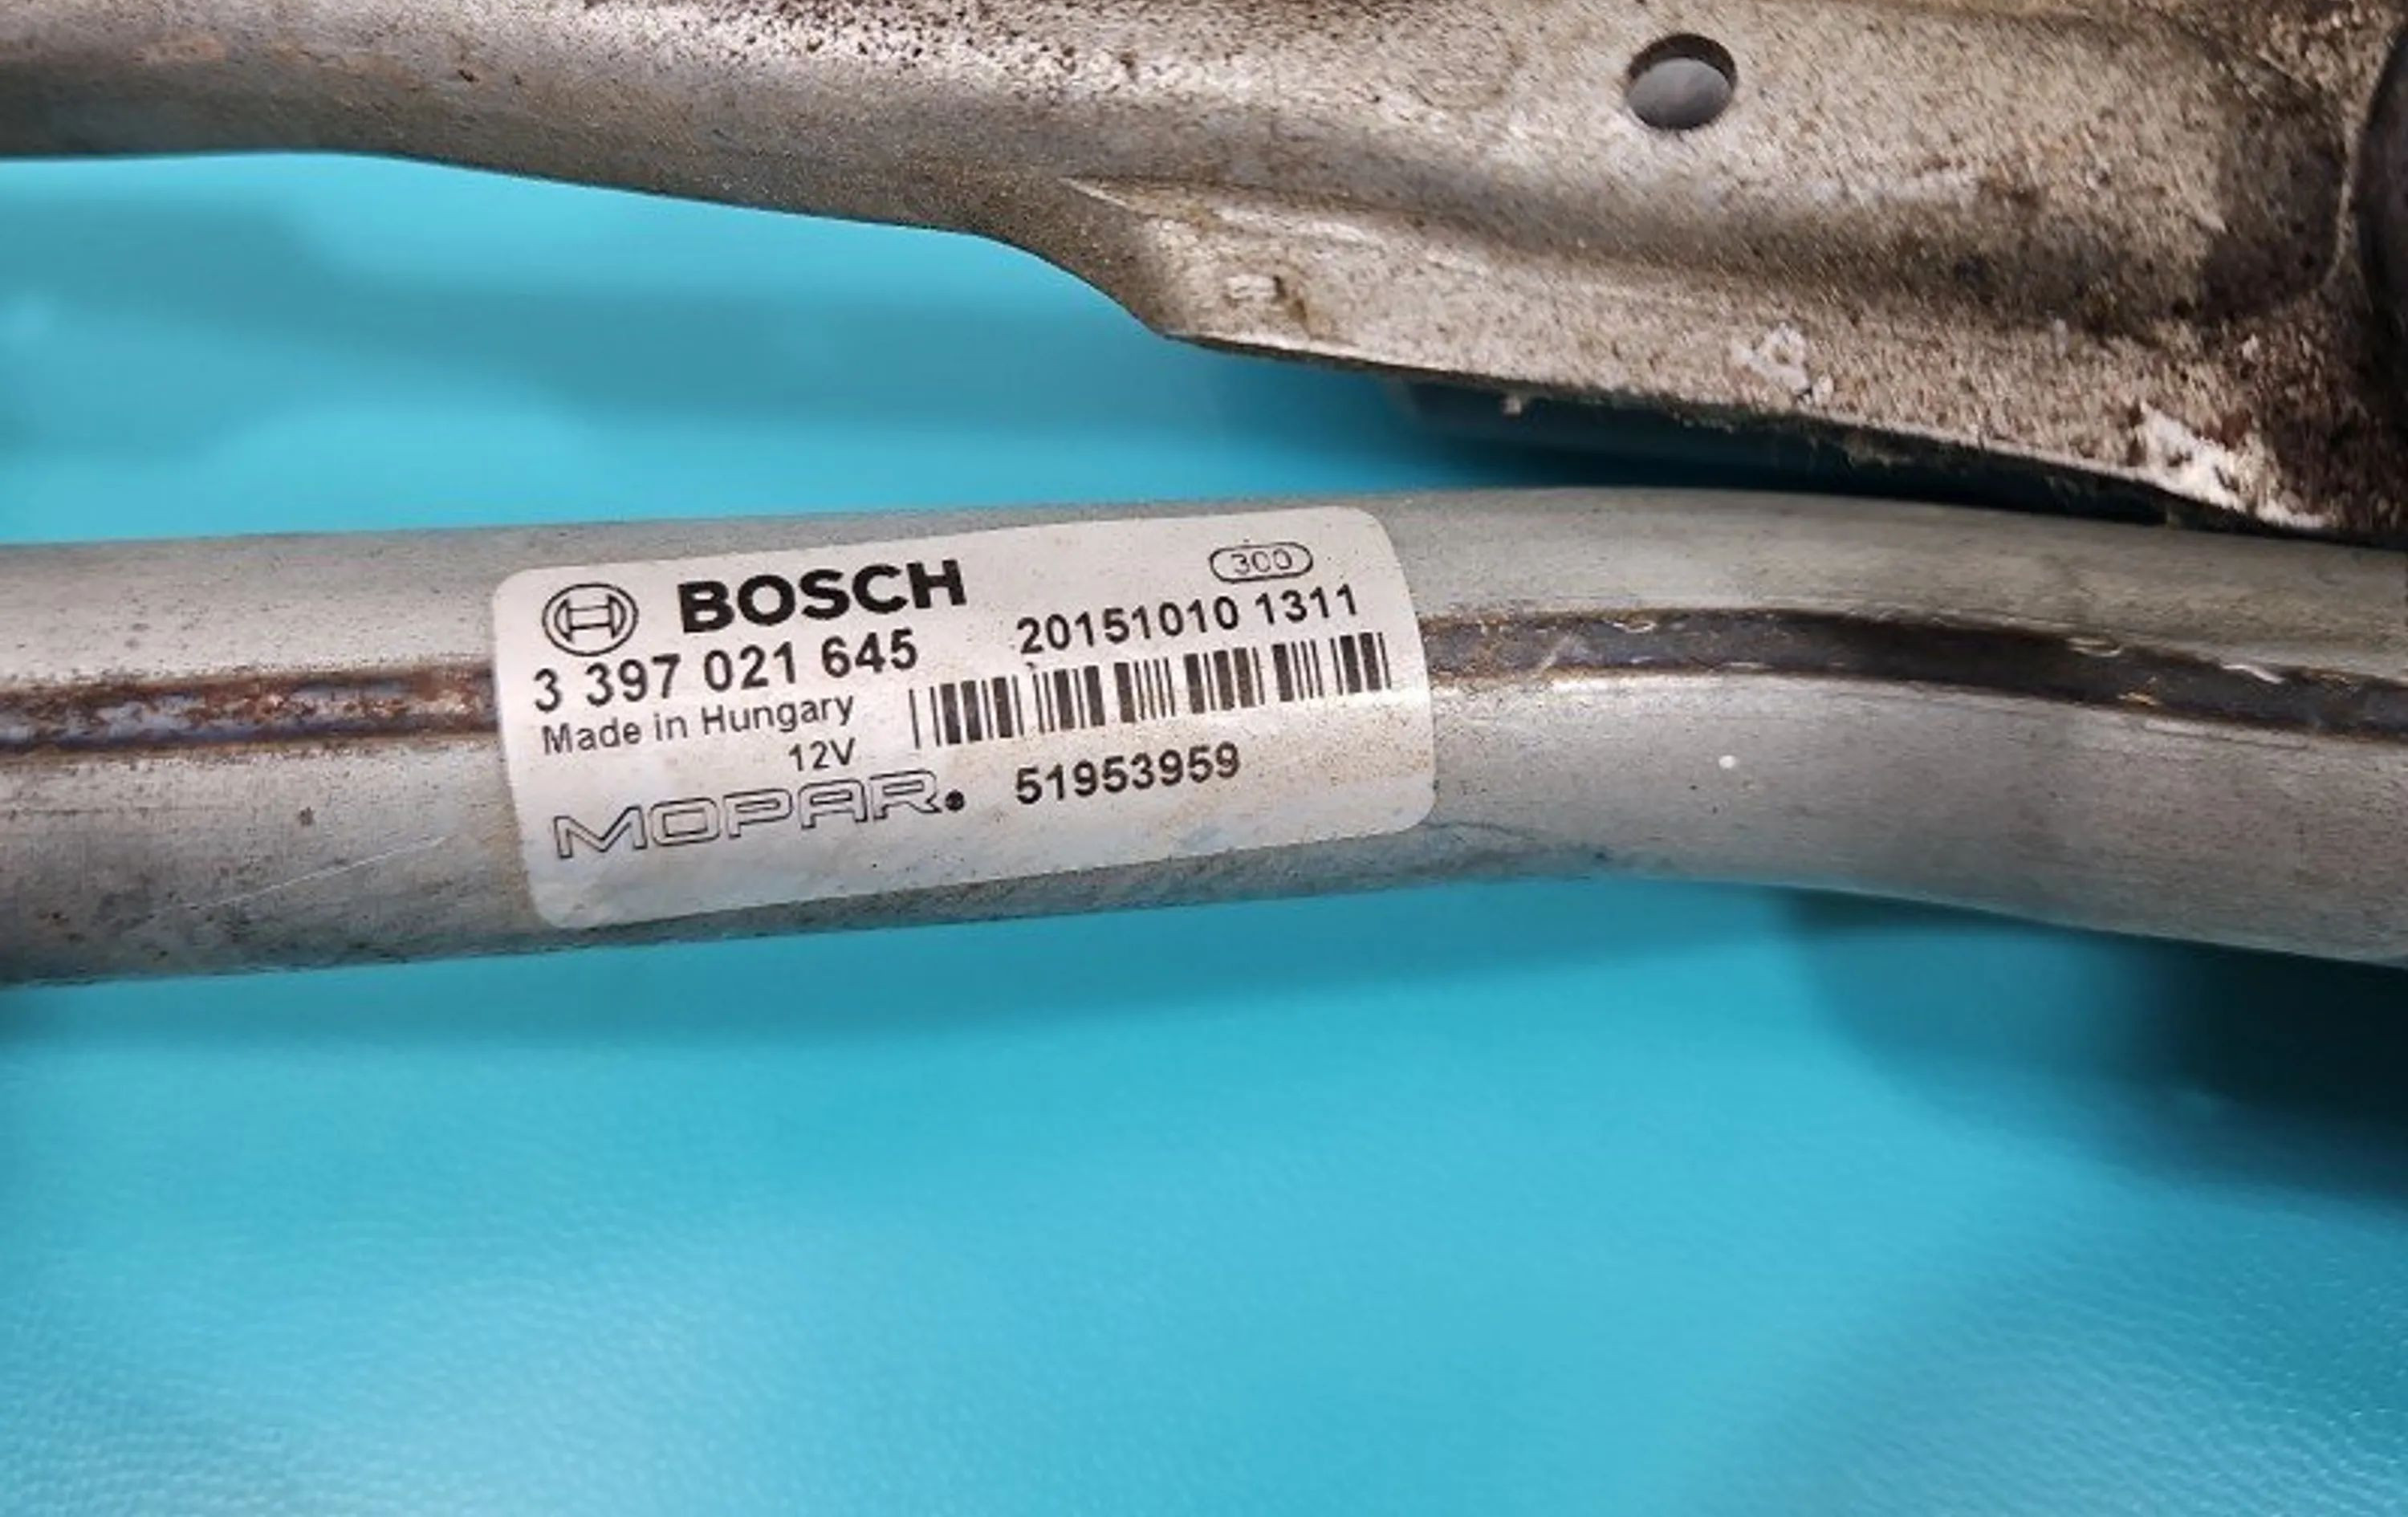 BOSCH
300
3 397 021 645
20151010 1311
Made in Hungary
12V
MOPAR. 51953959